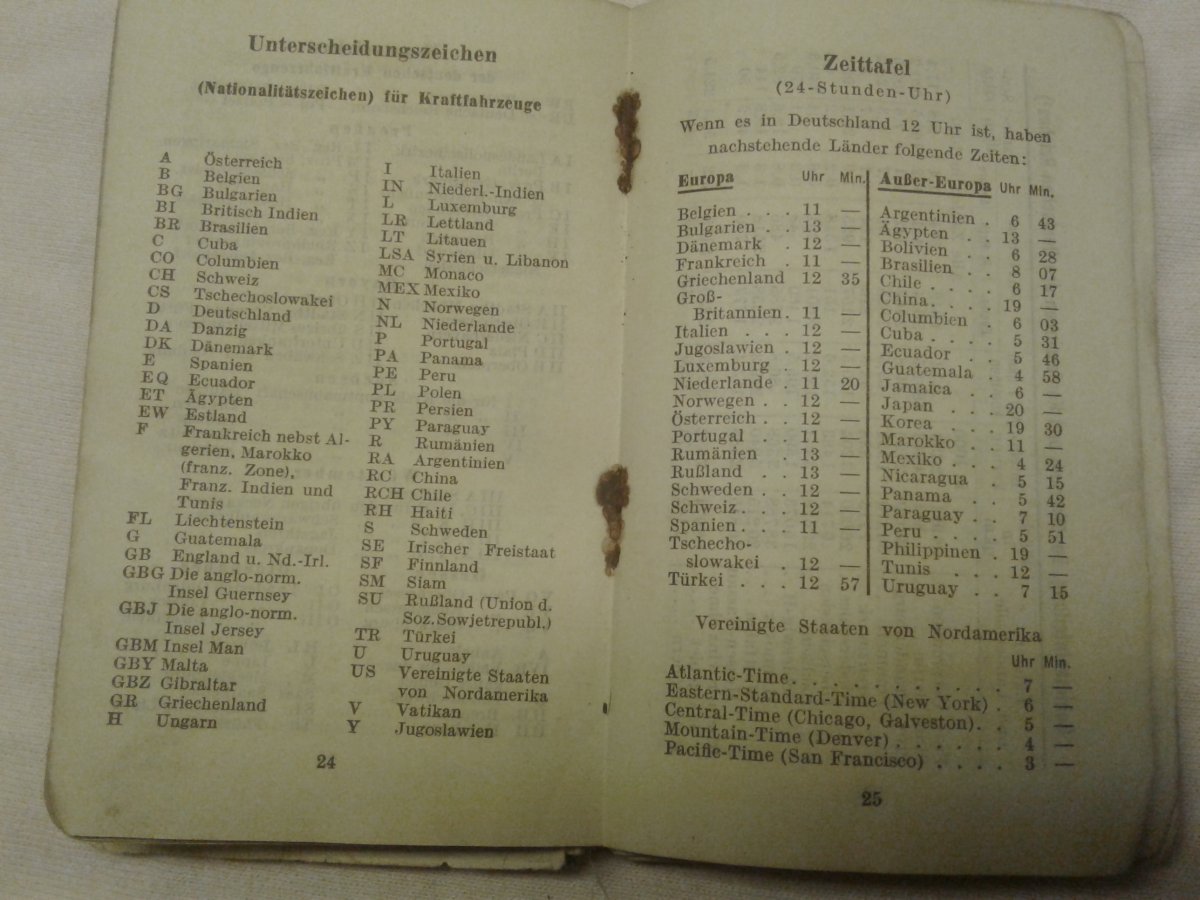 Unterscheidungszeichen
(Nationalitätszeichen) für Kraftfahrzeuge
A Österreich
B Belgien
BG Bulgarien
BI Britisch Indien
BR Brasilien
C Cuba
CO Columbien
CH Schweiz
CS Tschechoslowakei
D Deutschland
DA Danzig
DK Dänemark
E Spanien
EQ Ecuador
ET Ägypten
EW Estland
F Frankreich nebst Al-
gerien, Marokko
(franz. Zone),
Franz. Indien und
Tunis
FL Liechtenstein
G Guatemala
GB England u. Nd.-Irl.
GBG Die anglo-norm.
Insel Guernsey
GBJ Die anglo-norm.
Insel Jersey
GBM Insel Man
GBY Malta
GBZ Gibraltar
GR Griechenland
H Ungarn
I Italien
IN Niederl.-Indien
L Luxemburg
LR Lettland
LT Litauen
LSA Syrien u. Libanon
MC Monaco
MEX Mexiko
N Norwegen
NL Niederlande
P Portugal
PA Panama
PE Peru
PL Polen
PR Persien
PY Paraguay
R Rumänien
RA Argentinien
RC China
RCH Chile
RH Haiti
S Schweden
SE Irischer Freistaat
SF Finnland
SM Siam
SU Rußland (Union d.
Soz.Sowjetrepubl.)
TR Türkei
U Uruguay
US Vereinigte Staaten
von Nordamerika
V Vatikan
Y Jugoslawien
24
Zeittafel
(24-Stunden-Uhr)
Wenn es in Deutschland 12 Uhr ist, haben
nachstehende Länder folgende Zeiten:
Europa Uhr Min.
Belgien . . . 11 —
Bulgarien . . 13 —
Dänemark . . 12 —
Frankreich . 11 —
Griechenland 12 35
Groß-
Britannien . 11 —
Italien . . . 12 —
Jugoslawien . 12 —
Luxemburg . 12 —
Niederlande . 11 20
Norwegen . . 12 —
Österreich . . 12 —
Portugal . . 11 —
Rumänien . 13 —
Rußland . . 13 —
Schweden . . 12 —
Schweiz . . . 12 —
Spanien . . . 11 —
Tschecho-
slowakei . 12 —
Türkei . . . 12 57
Außer-Europa Uhr Min.
Argentinien . 6 43
Ägypten . . 13 —
Bolivien . . 6 28
Brasilien . . 8 07
Chile . . . . 6 17
China . . . 19 —
Columbien . 6 03
Cuba . . . . 5 31
Ecuador . . 5 46
Guatemala . 4 58
Jamaica . . 6 —
Japan . . . 20 —
Korea . . . 19 30
Marokko . . 11 —
Mexiko . . . 4 24
Nicaragua . 5 15
Panama . . 5 42
Paraguay . . 7 10
Peru . . . . 5 51
Philippinen . 19 —
Tunis . . . 12 —
Uruguay . . 7 15
Vereinigte Staaten von Nordamerika
Uhr Min.
Atlantic-Time . . . . . . . . . . . 7 —
Eastern-Standard-Time (New York) . 6 —
Central-Time (Chicago, Galveston) . . 5 —
Mountain-Time (Denver) . . . . . . 4 —
Pacific-Time (San Francisco) . . . . 3 —
25